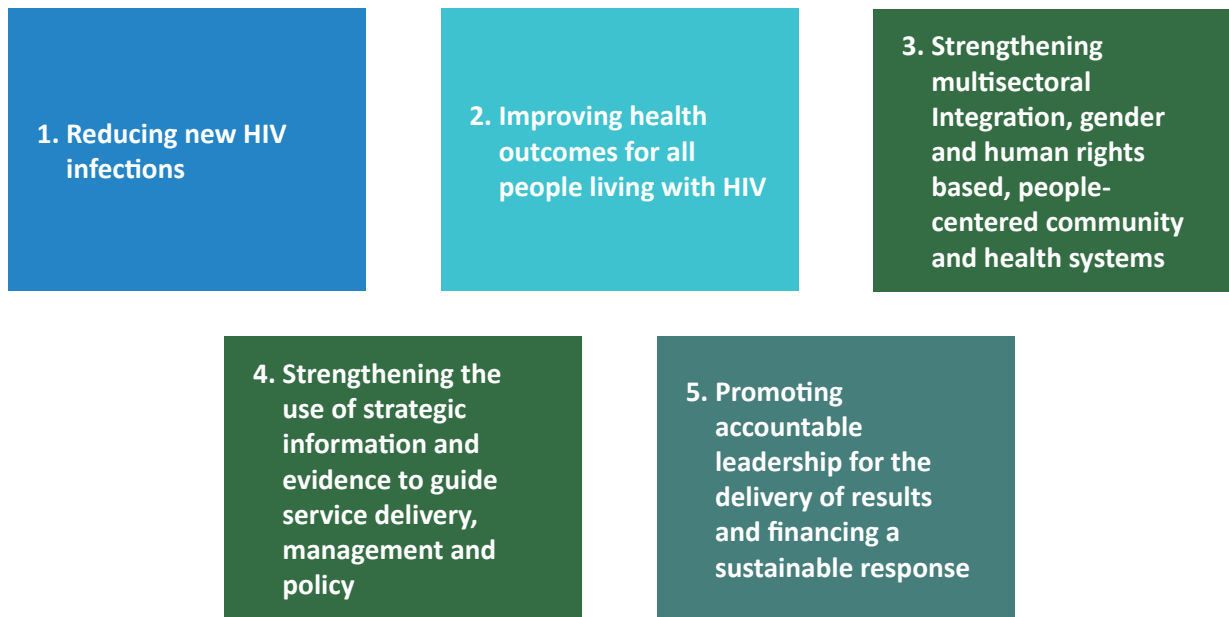 1. Reducing new HIV
infections
2. Improving health
outcomes for all
people living with HIV
3. Strengthening
multisectoral
Integration, gender
and human rights
based, people-
centered community
and health systems
4. Strengthening the
use of strategic
information and
evidence to guide
service delivery,
management and
policy
5. Promoting
accountable
leadership for the
delivery of results
and financing a
sustainable response